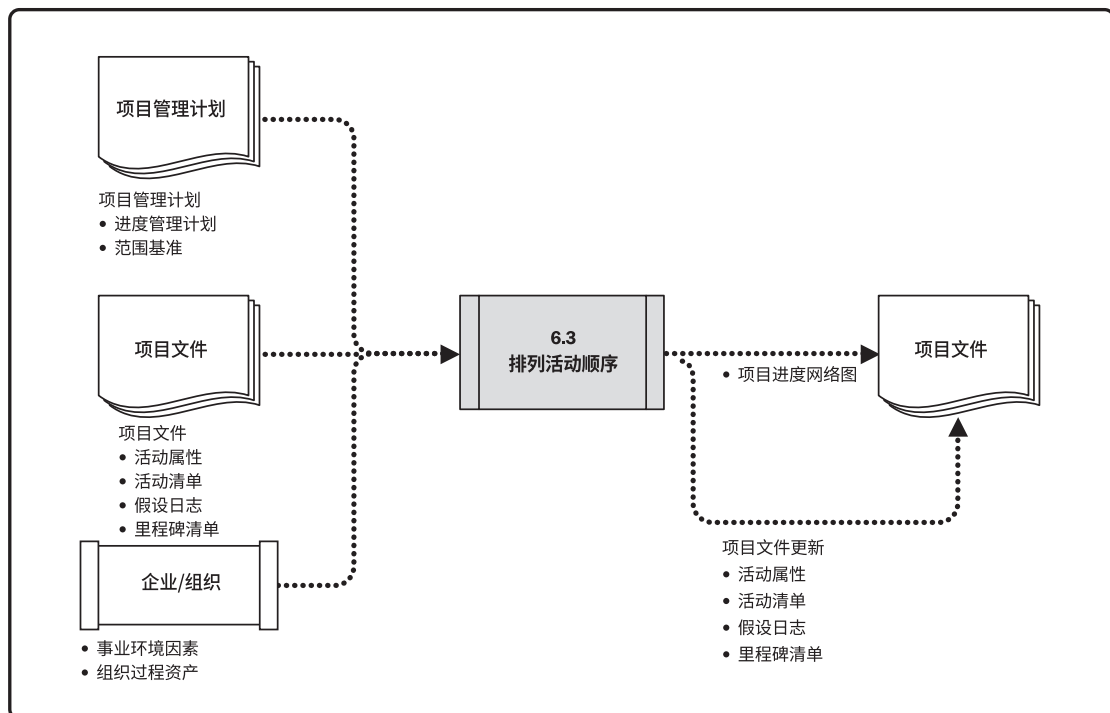 项目管理计划
项目管理计划
• 进度管理计划
• 范围基准
项目文件
项目文件
• 活动属性
• 活动清单
• 假设日志
• 里程碑清单
企业/组织
• 事业环境因素
• 组织过程资产
6.3
排列活动顺序
• 项目进度网络图
项目文件
项目文件更新
• 活动属性
• 活动清单
• 假设日志
• 里程碑清单